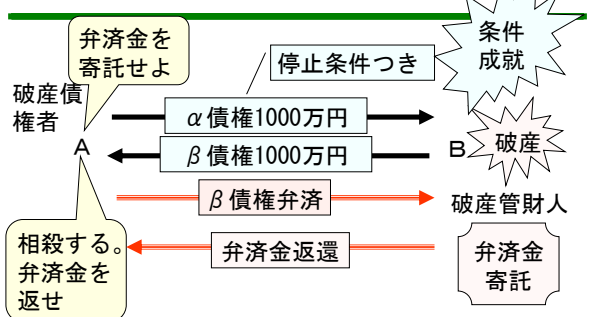 弁済金を
寄託せよ
条件
成就
停止条件つき
破産債
権者
α債権1000万円
A
β債権1000万円
B
破産
β債権弁済
破産管財人
相殺する。
弁済金を
返せ
弁済金返還
弁済金
寄託